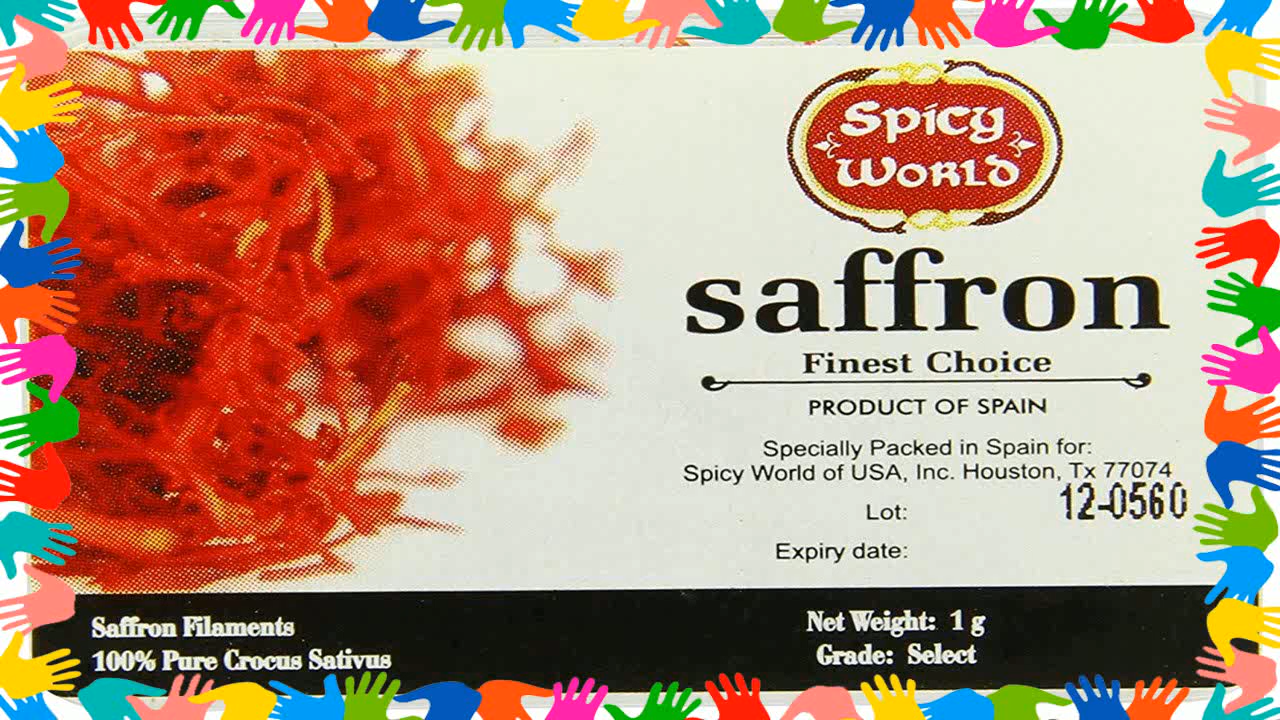 Spicy
World
saffron
Finest Choice
PRODUCT OF SPAIN
Specially Packed in Spain for:
Spicy World of USA, Inc. Houston, Tx 77074
12-0560
Lot:
Expiry date:
Saffron Filaments
100% Pure Crocus Sativus
Net Weight: 1 g
Grade: Select